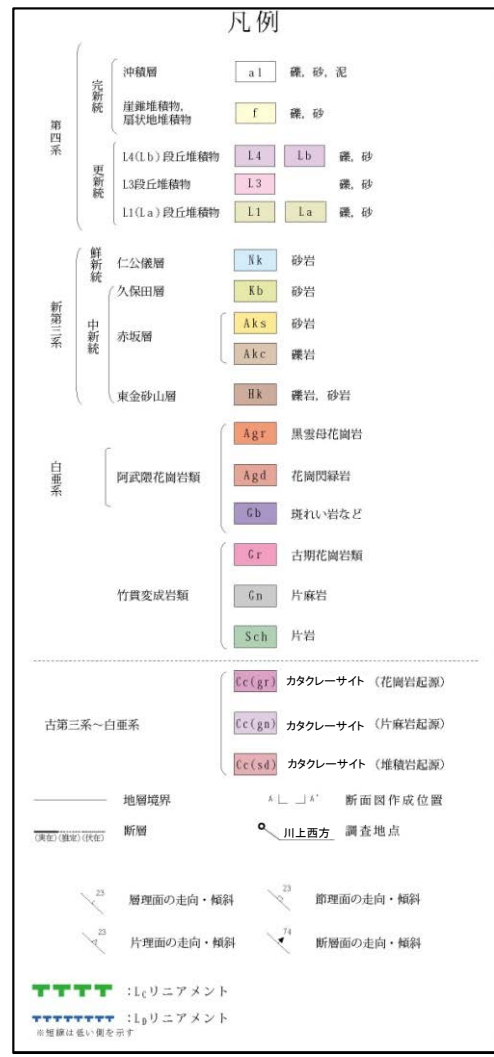 凡例
第四系
完新統
沖積層 al 礫, 砂, 泥
崖錐堆積物, 扇状地堆積物 f 礫, 砂
更新統
L4(Lb)段丘堆積物 L4 Lb 礫, 砂
L3段丘堆積物 L3 礫, 砂
L1(La)段丘堆積物 L1 La 礫, 砂
新第三系
鮮新統
仁公儀層 Nk 砂岩
中新統
久保田層 Kb 砂岩
赤坂層 Aks 砂岩
Akc 礫岩
東金砂山層 Hk 礫岩, 砂岩
白亜系
阿武隈花崗岩類
Agr 黒雲母花崗岩
Agd 花崗閃緑岩
Gb 斑れい岩など
竹貫変成岩類
Gr 古期花崗岩類
Gn 片麻岩
Sch 片岩
古第三系~白亜系
Cc(gr) カタクレーサイト (花崗岩起源)
Cc(gn) カタクレーサイト (片麻岩起源)
Cc(sd) カタクレーサイト (堆積岩起源)
地層境界 A A' 断面図作成位置
(実在)(推定)(伏在) 断層 川上西方 調査地点
23 層理面の走向・傾斜 23 節理面の走向・傾斜
23 片理面の走向・傾斜 74 断層面の走向・傾斜
:LCリニアメント
:LDリニアメント
※短線は低い側を示す